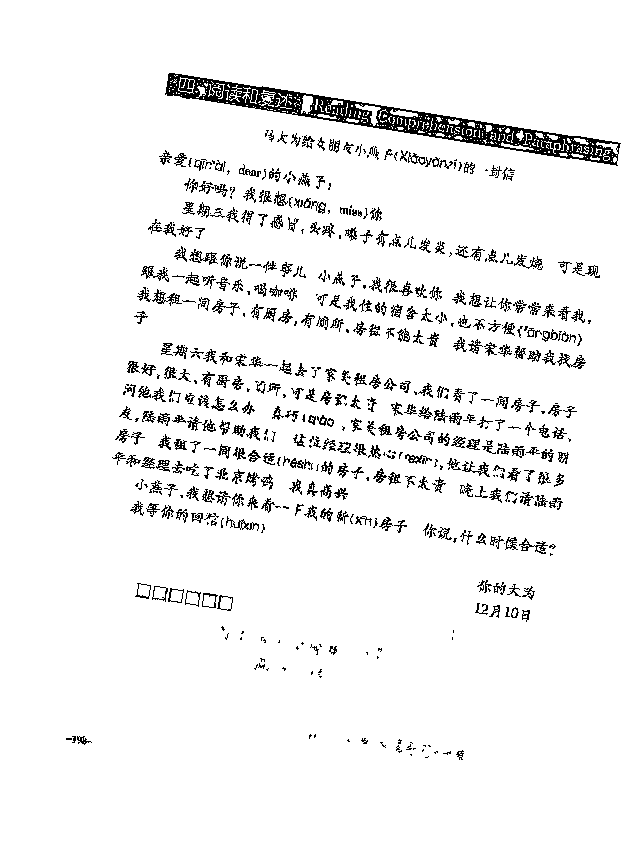 四、阅读和复述 Reading Comprehension and Paraphrasing
马大为给女朋友小燕子(Xiǎoyànzi)的一封信
亲爱(qīn'ài, dear)的小燕子:
你好吗? 我很想(xiǎng, miss)你
星期三我得了感冒,头疼,嗓子有点儿发炎,还有点儿发烧 可是现
在我好了
我想跟你说一件事儿 小燕子,我很喜欢你 我想让你常常来看我,
跟我一起听音乐、喝咖啡 可是我住的宿舍太小,也不方便(fāngbiàn)
我想租一间房子,有厨房,有厕所,房租不能太贵 我请宋华帮助我找房
子
星期六我和宋华一起去了家美租房公司,我们看了一间房子,房子
很好,很大,有厨房、厕所,可是房租太贵 宋华给陆雨平打了一个电话,
问他我们应该怎么办 真巧(qiǎo),家美租房公司的经理是陆雨平的朋
友,陆雨平请他帮助我们 这位经理很热心(rèxīn),他让我们看了很多
房子 我租了一间很合适(héshì)的房子,房租不太贵 晚上我们请陆雨
平和经理去吃了北京烤鸭 我真高兴
小燕子,我想请你来看一下我的新(xīn)房子 你说,什么时候合适?
我等你的回信(huíxìn)
你的大为
12月10日